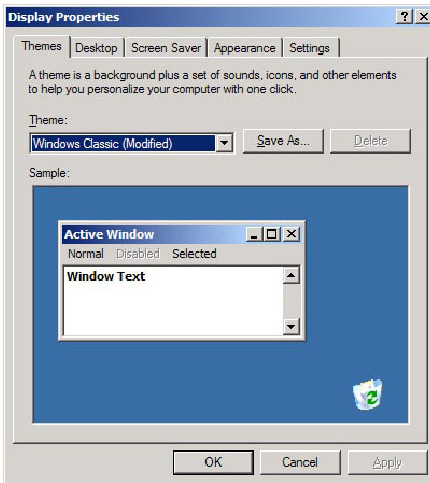 Display Properties
Themes Desktop Screen Saver Appearance Settings
A theme is a background plus a set of sounds, icons, and other elements
to help you personalize your computer with one click.
Theme:
Windows Classic (Modified) Save As... Delete
Sample:
Active Window
Normal Disabled Selected
Window Text
OK Cancel Apply